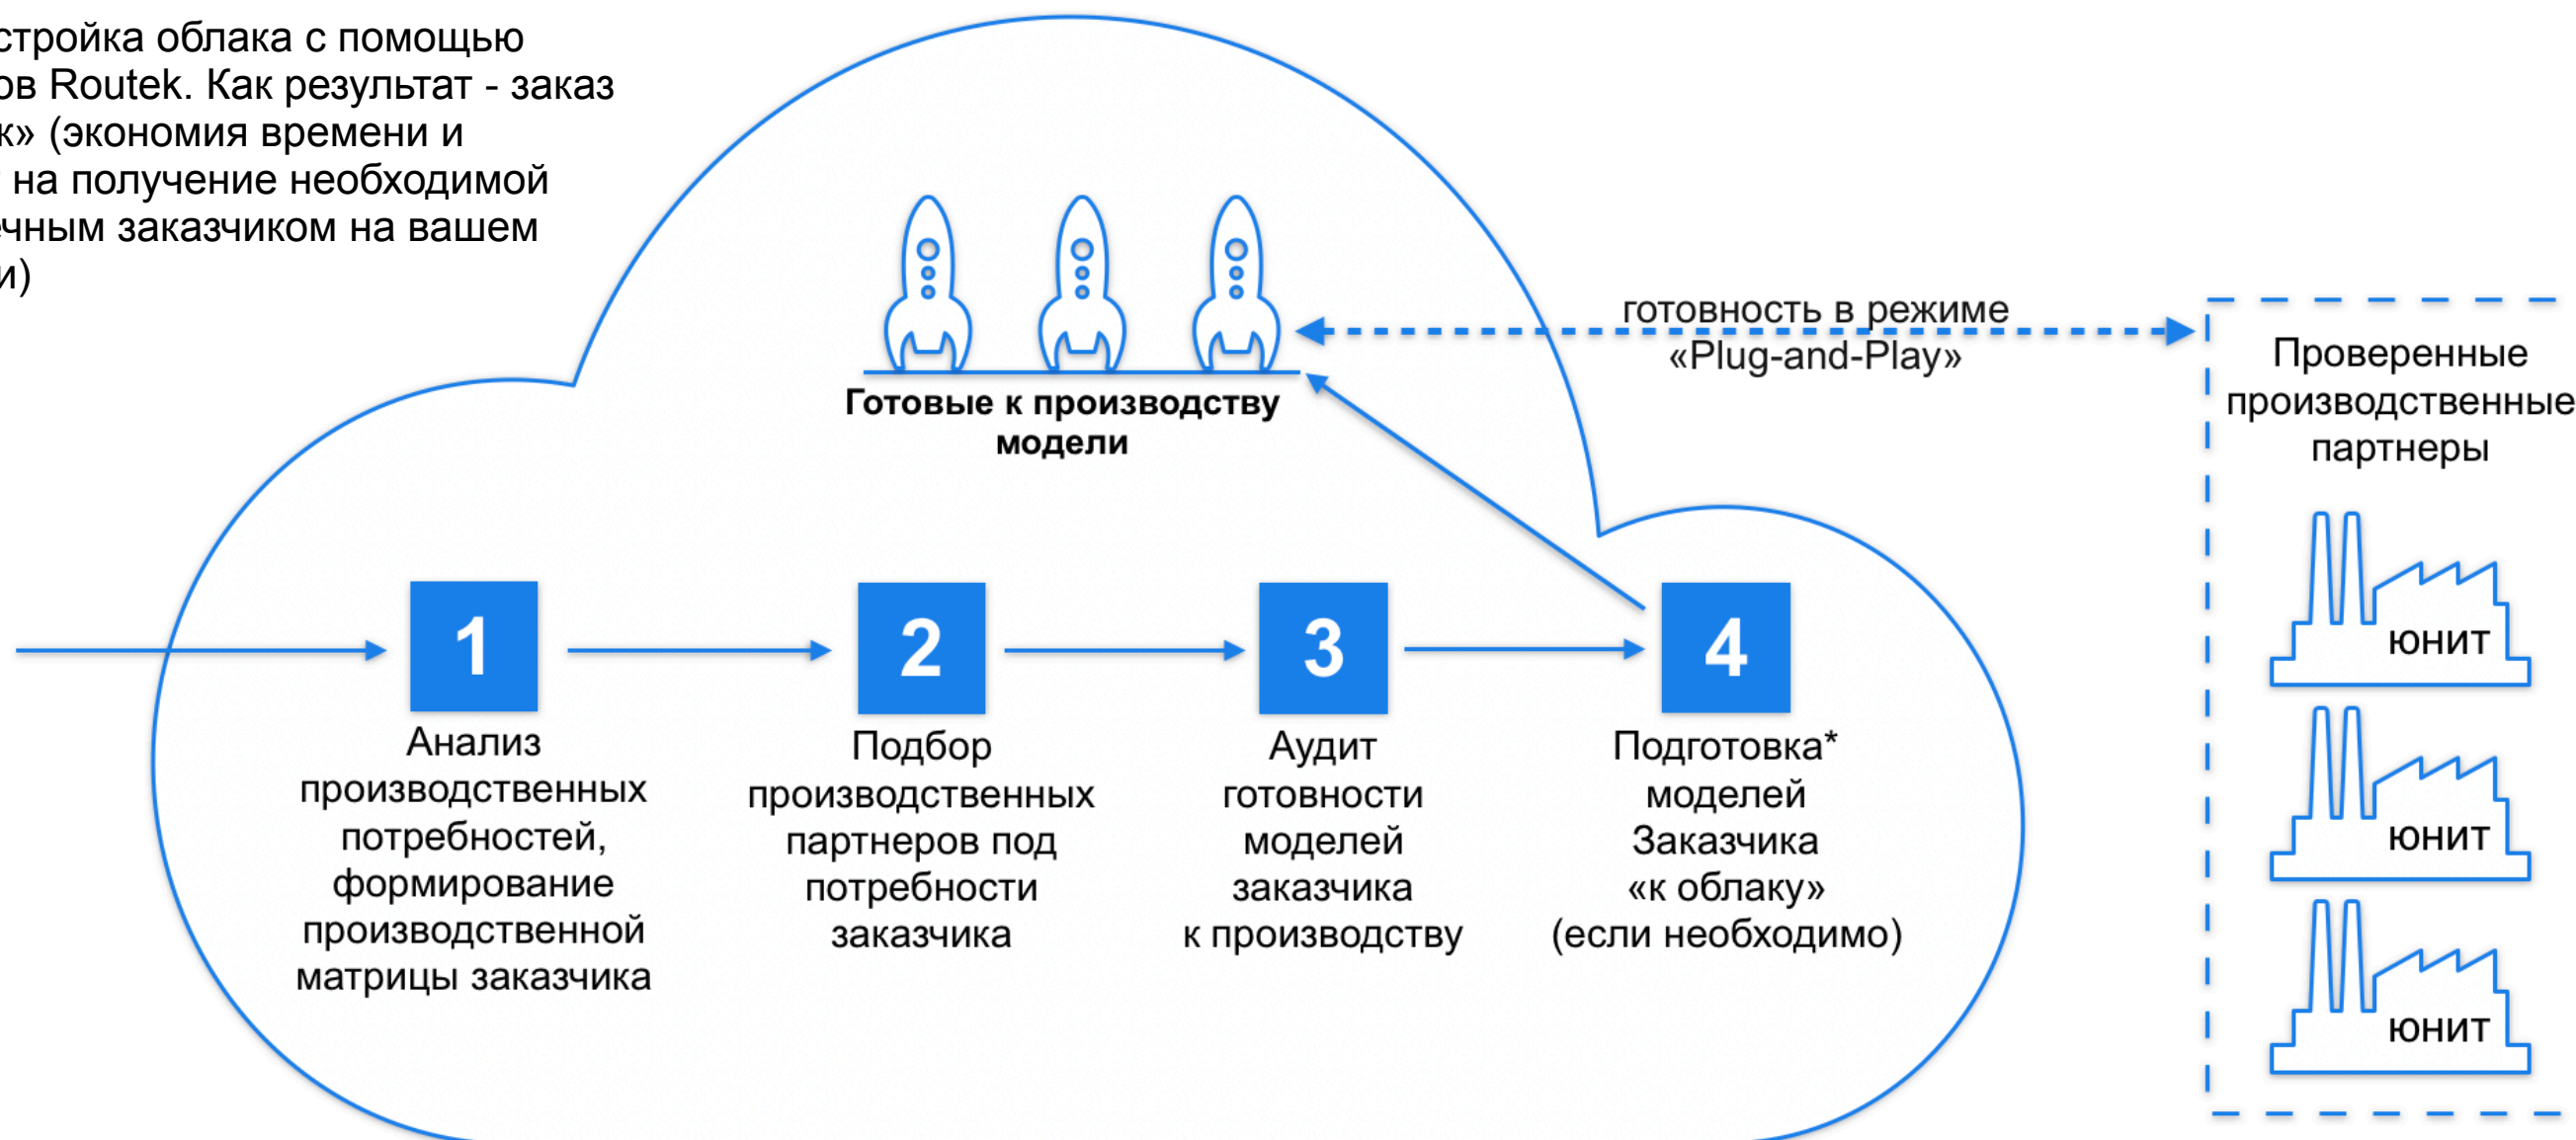 стройка облака с помощью
ов Routek. Как результат - заказ
к» (экономия времени и
на получение необходимой
ечным заказчиком на вашем
и)
готовность в режиме
«Plug-and-Play»
Готовые к производству
модели
Проверенные
производственные
партнеры
1
Анализ
производственных
потребностей,
формирование
производственной
матрицы заказчика
2
Подбор
производственных
партнеров под
потребности
заказчика
3
Аудит
готовности
моделей
заказчика
к производству
4
Подготовка*
моделей
Заказчика
«к облаку»
(если необходимо)
юнит
юнит
юнит